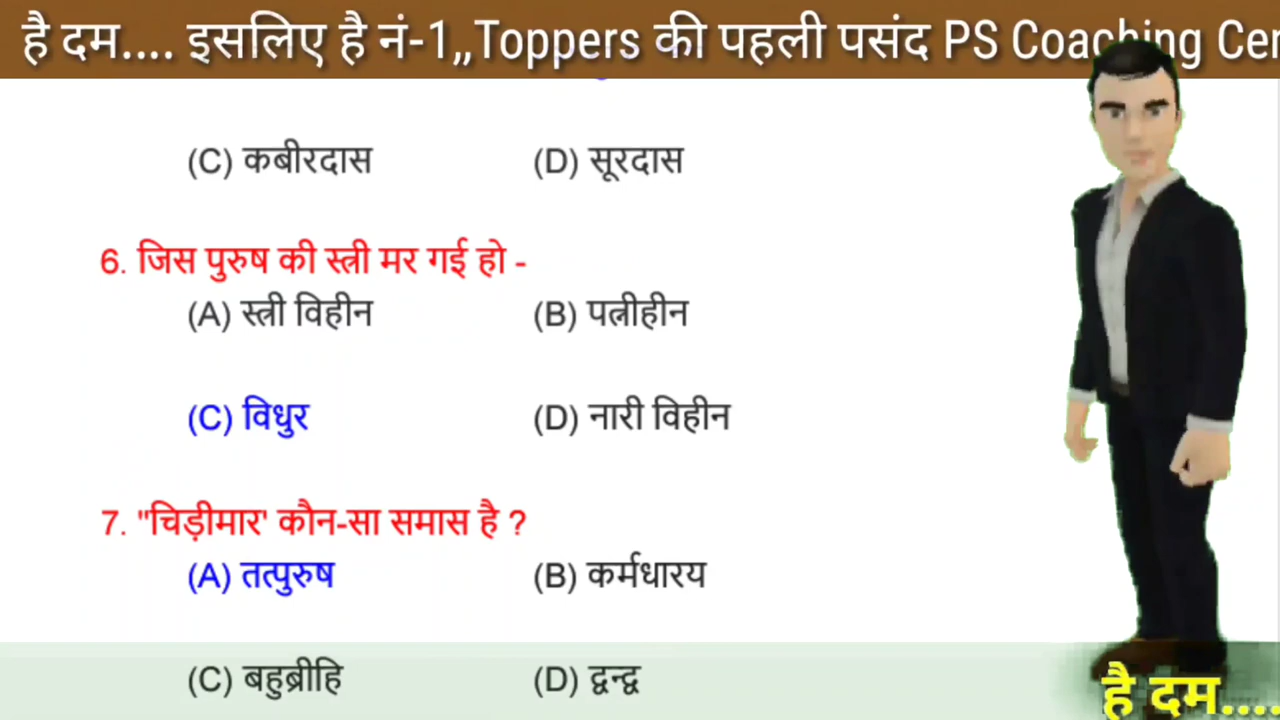 है दम.... इसलिए है नं-1,,Toppers की पहली पसंद PS Coaching Cer
(C) कबीरदास (D) सूरदास
6. जिस पुरुष की स्त्री मर गई हो -
(A) स्त्री विहीन (B) पत्नीहीन
(C) विधुर (D) नारी विहीन
7. "चिड़ीमार' कौन-सा समास है ?
(A) तत्पुरुष (B) कर्मधारय
(C) बहुब्रीहि (D) द्वन्द्व
है दम....